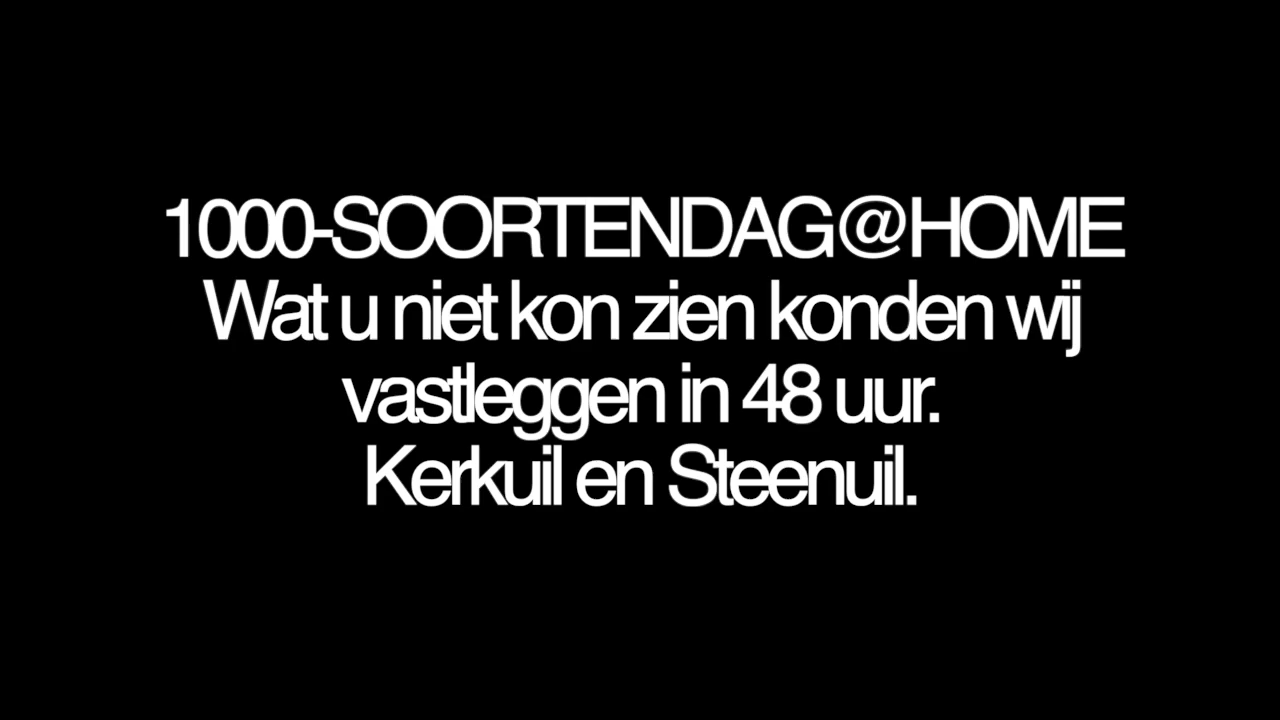 1000-SOORTENDAG@HOME
Wat u niet kon zien konden wij
vastleggen in 48 uur.
Kerkuil en Steenuil.